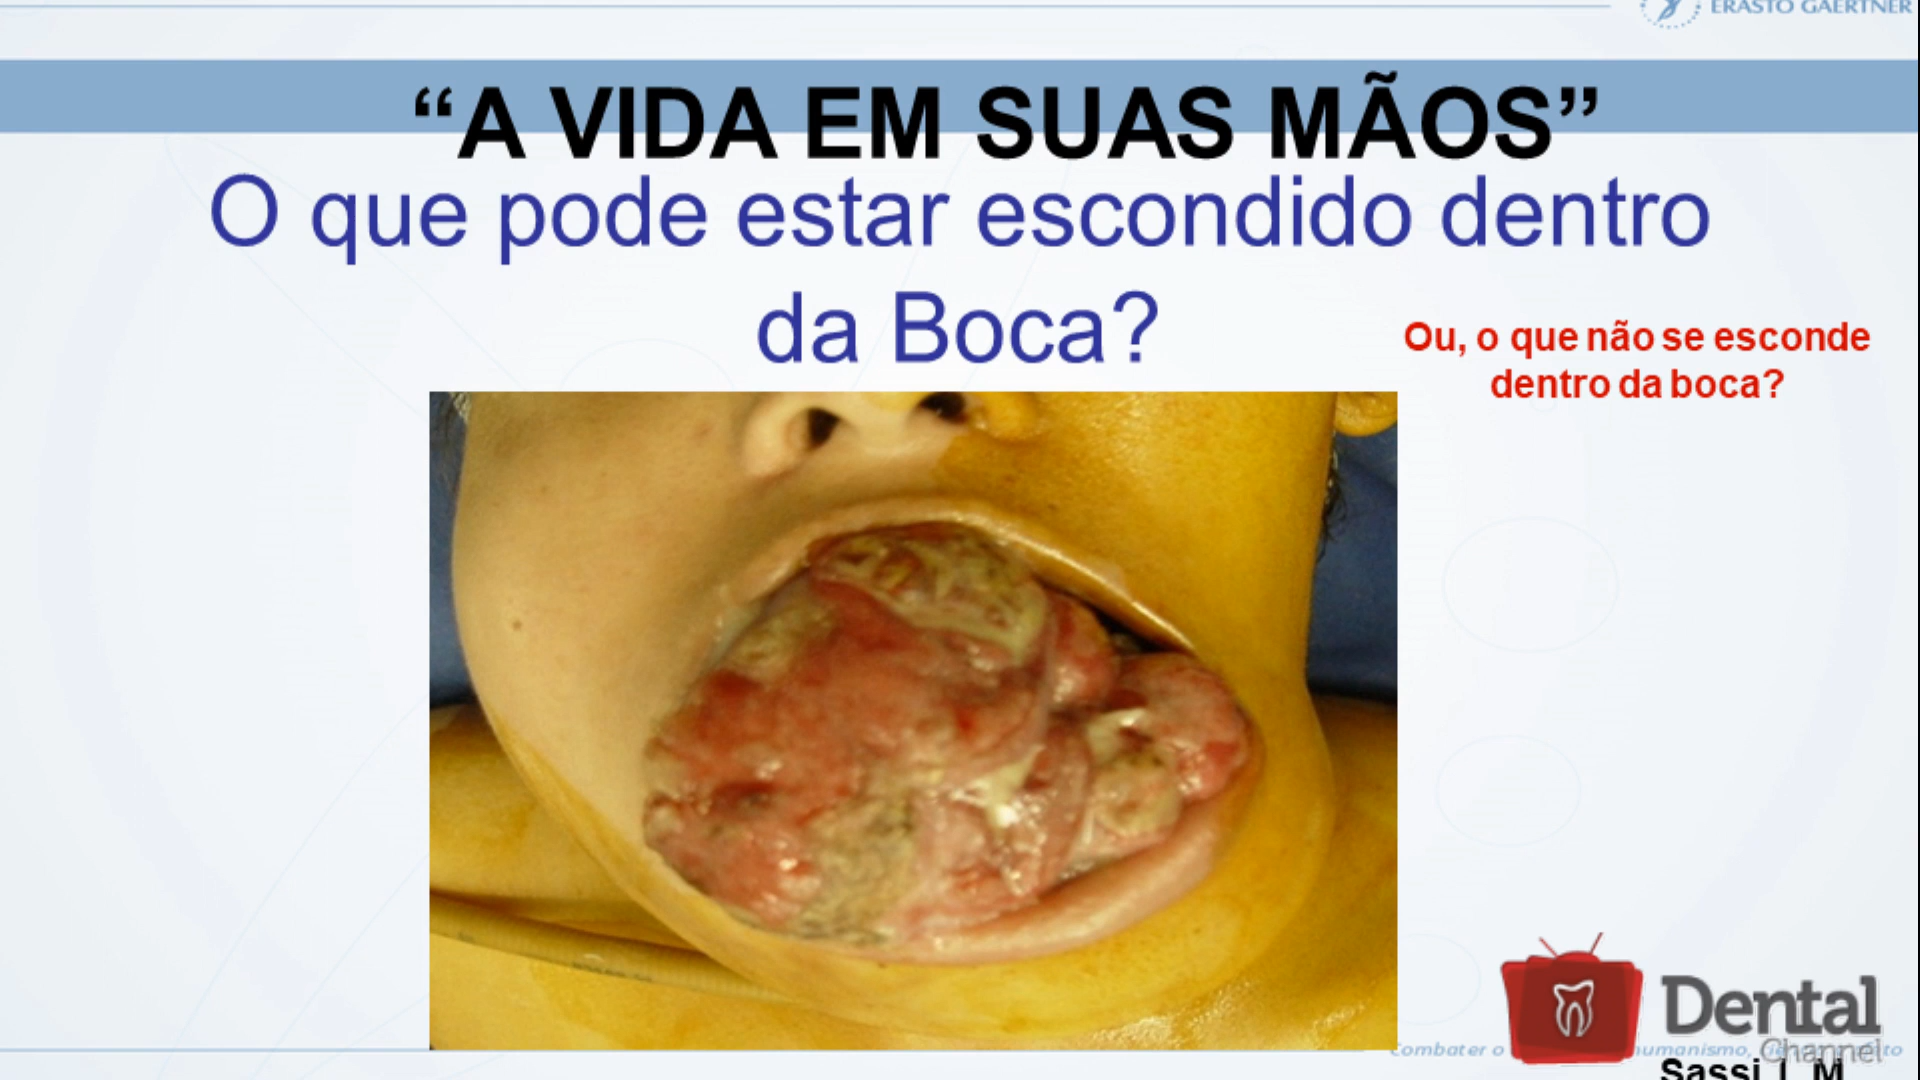 ERASTO GAERTNER
“A VIDA EM SUAS MÃOS”
O que pode estar escondido dentro
da Boca?
Ou, o que não se esconde
dentro da boca?
Dental
Channel
Combater o
Sassi L M